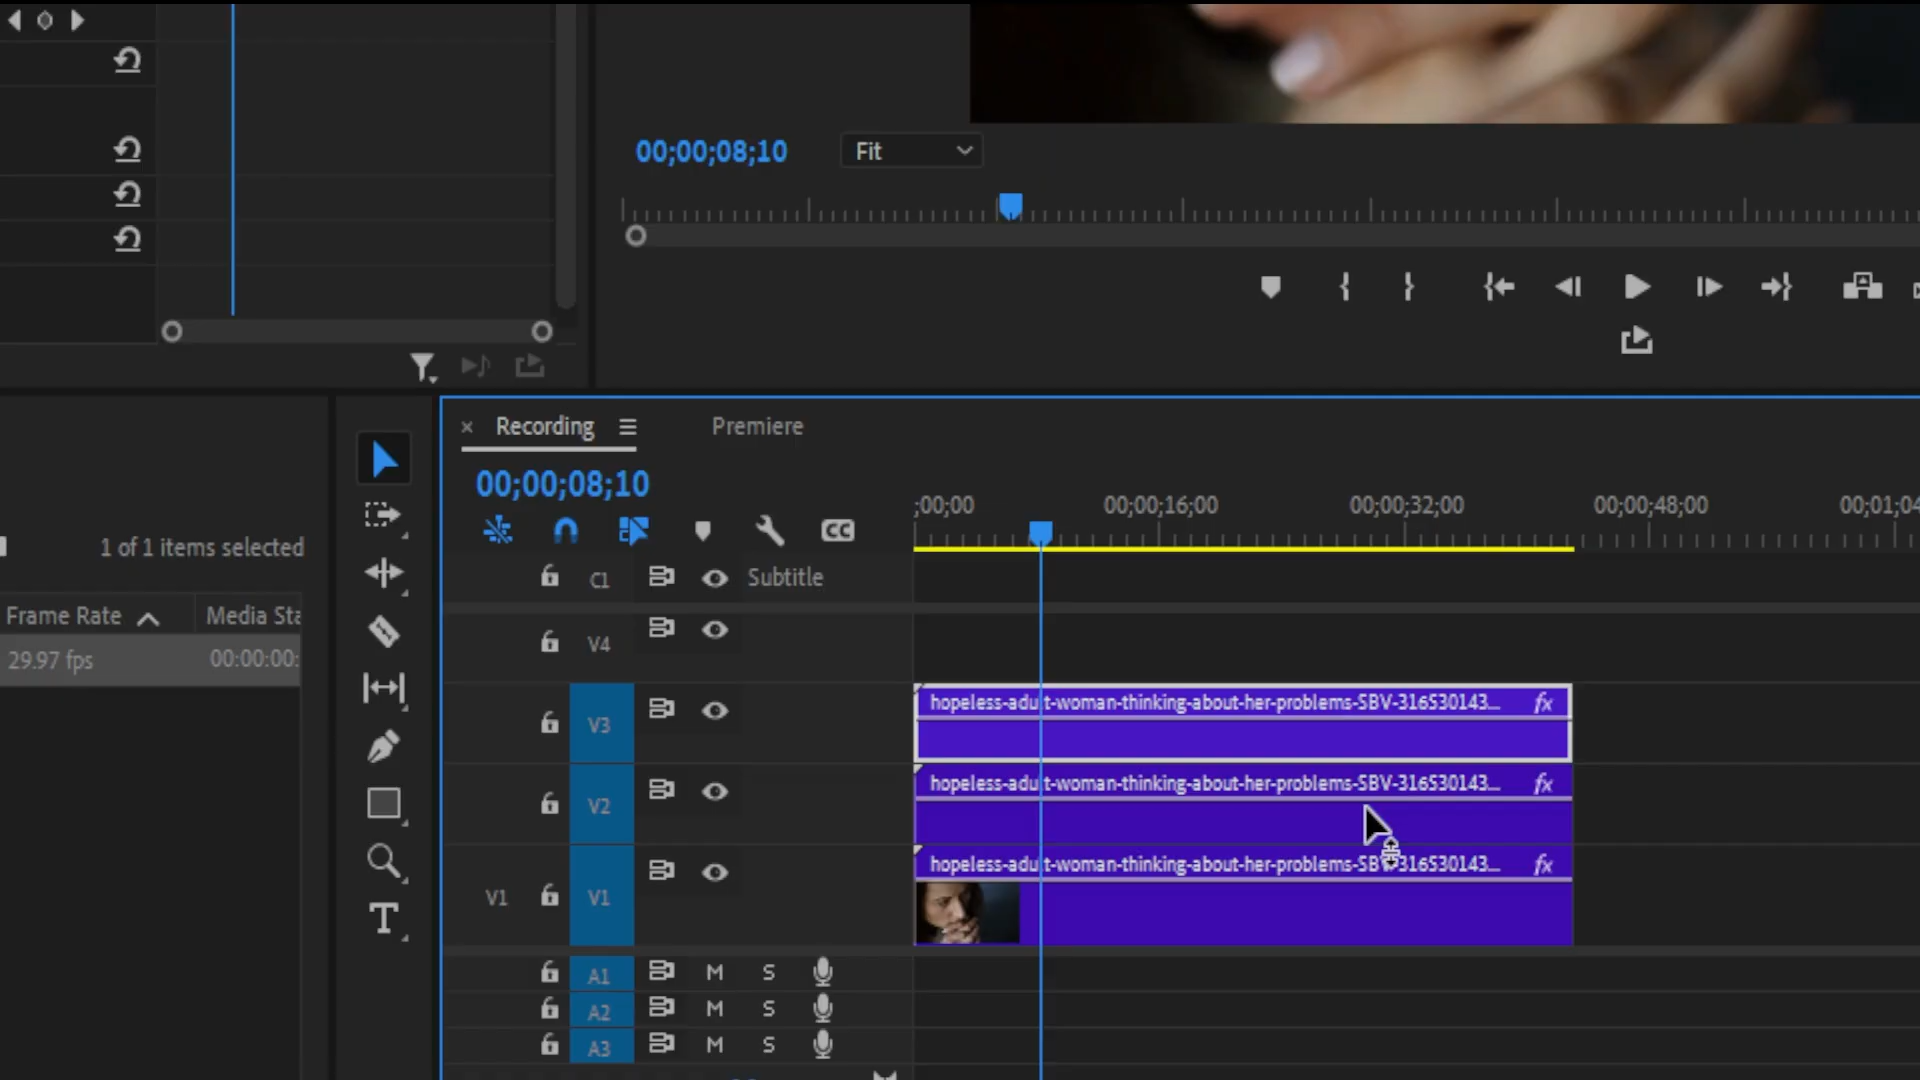 00;00;08;10
Fit
× Recording Premiere
00;00;08;10
;00;00 00;00;16;00 00;00;32;00 00;00;48;00 00;01;04
CC
1 of 1 items selected
C1 Subtitle
Frame Rate Media Sta
29.97 fps 00:00:00:
V4
V3
hopeless-adult-woman-thinking-about-her-problems-SBV-316530143... fx
V2
hopeless-adult-woman-thinking-about-her-problems-SBV-316530143... fx
V1 V1
hopeless-adult-woman-thinking-about-her-problems-SBV-316530143... fx
A1 M S
A2 M S
A3 M S